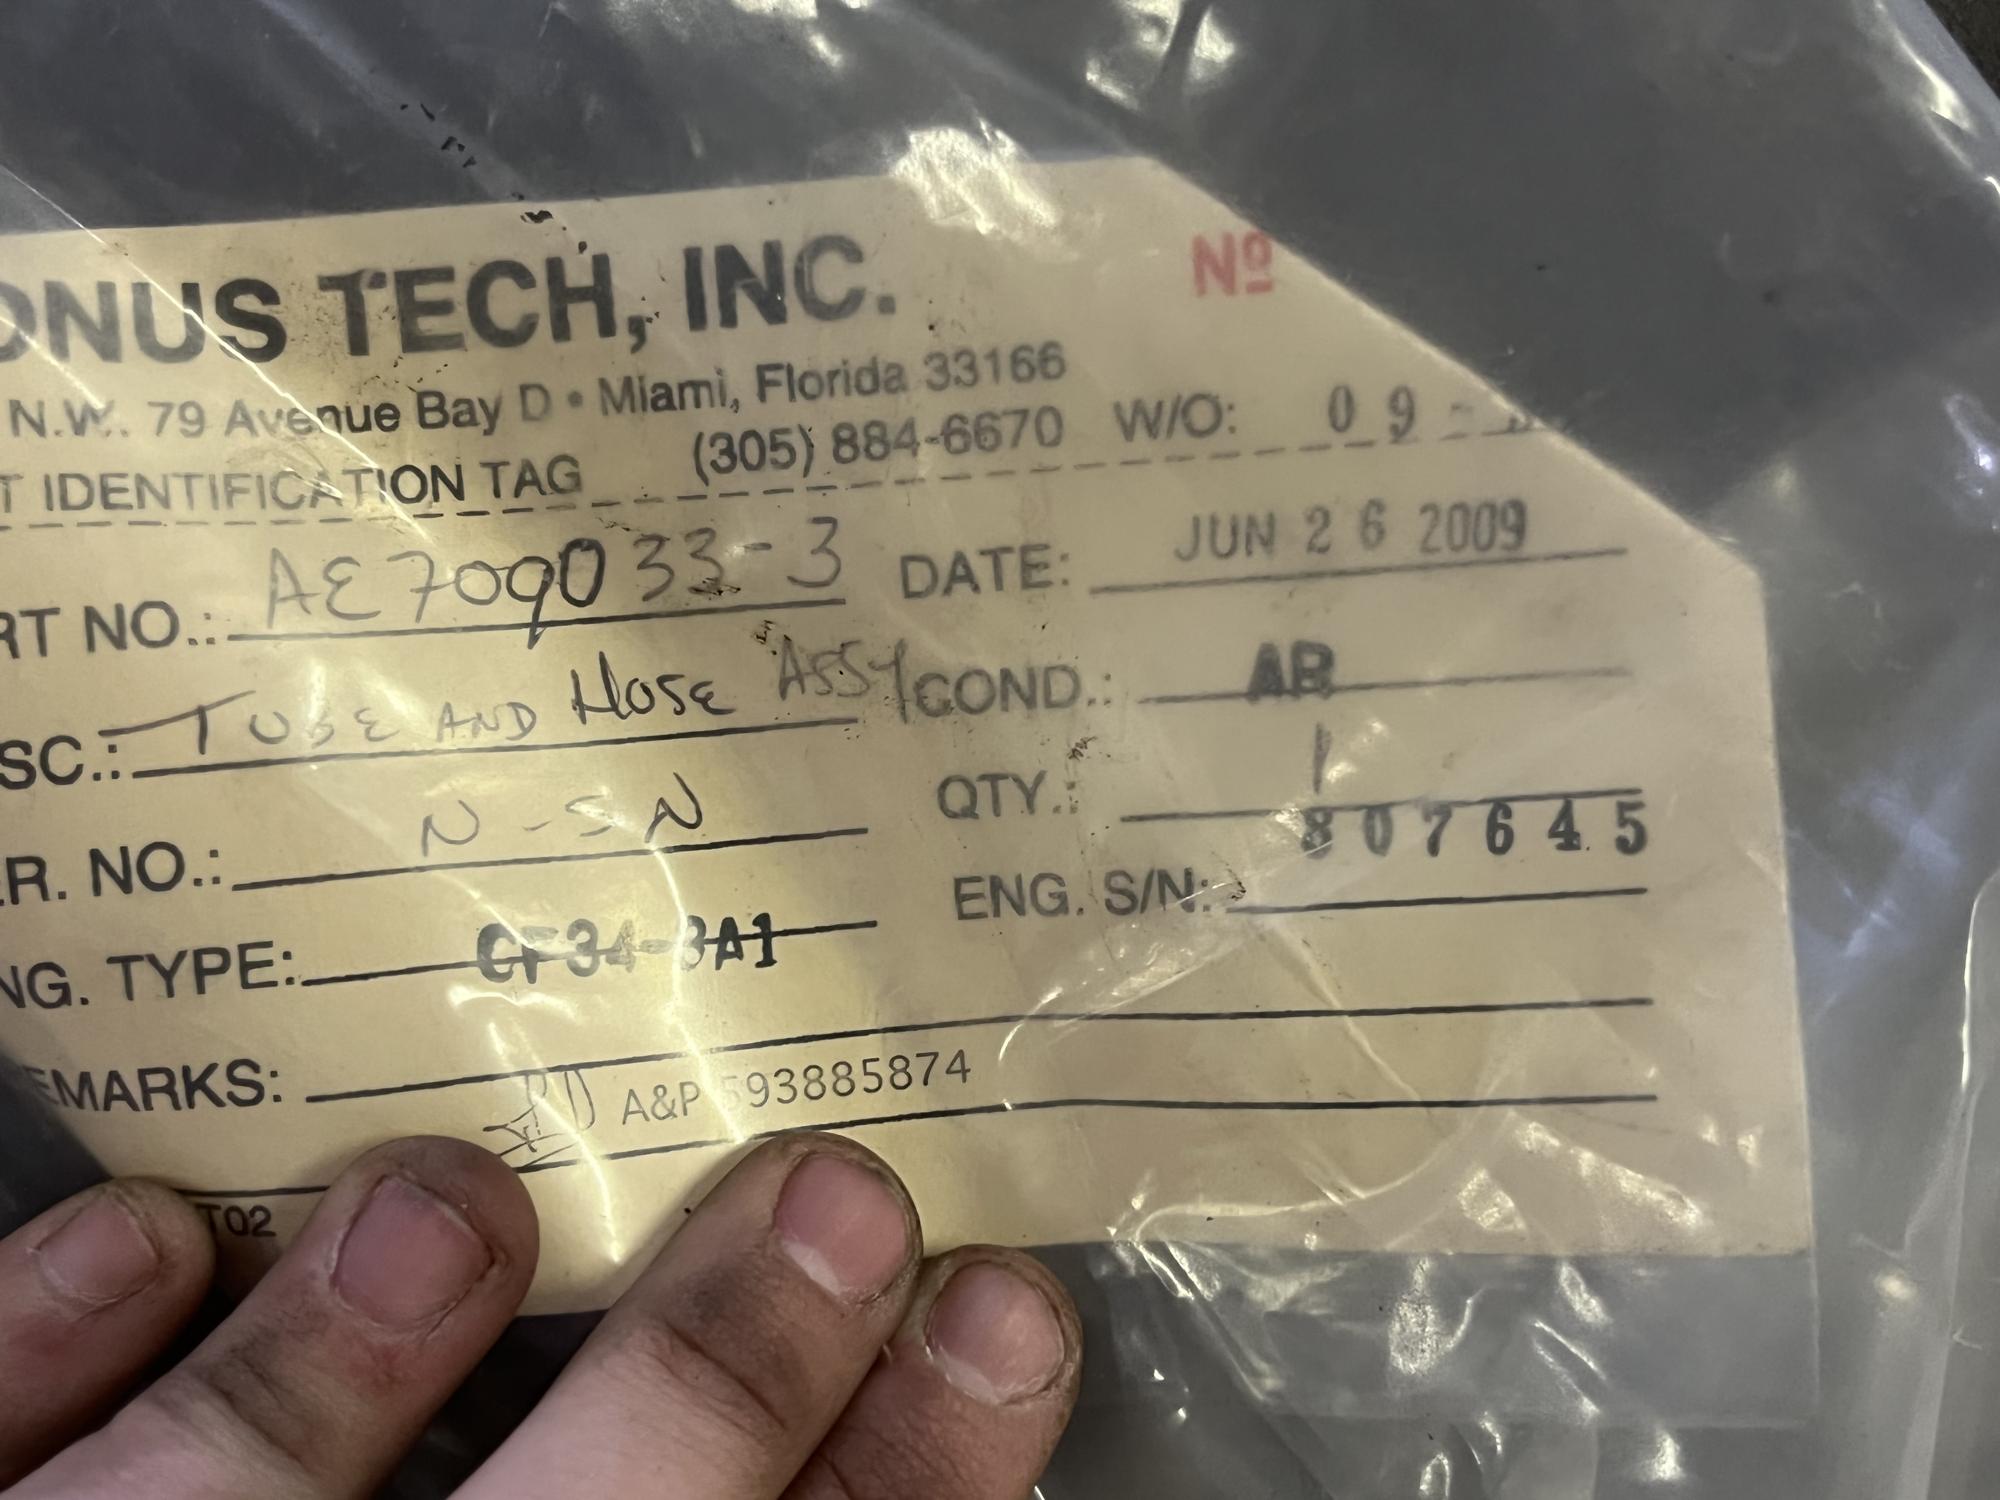 ONUS TECH, INC. Nº
N.W. 79 Avenue Bay D • Miami, Florida 33166
T IDENTIFICATION TAG (305) 884-6670 W/O: 09-
RT NO.: AE709033-3 DATE: JUN 26 2009
SC.: TUBE AND HOSE ASSY COND.: AR
QTY.: 1
R. NO.: N-SN 807645
ENG. S/N:
NG. TYPE: CF34-3A1
EMARKS:
A&P 593885874
T02